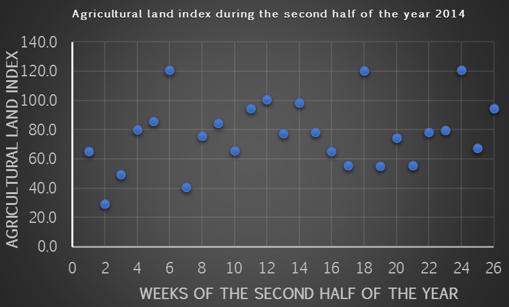 Agricultural land index during the second half of the year 2014
140.0
120.0
100.0
80.0
60.0
40.0
20.0
0.0
AGRICULTURAL LAND INDEX
0 2 4 6 8 10 12 14 16 18 20 22 24 26
WEEKS OF THE SECOND HALF OF THE YEAR